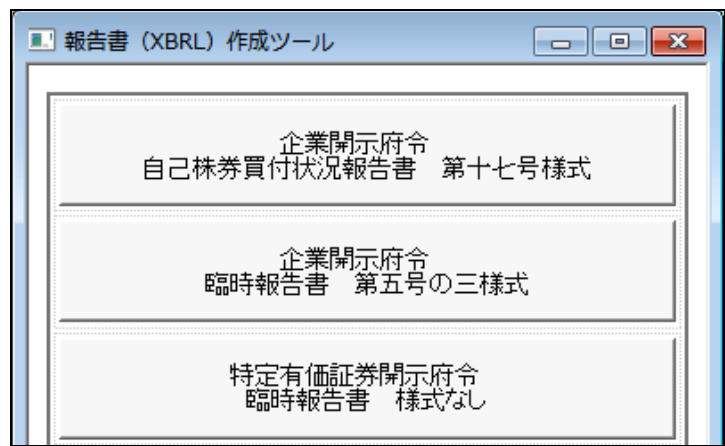 報告書（XBRL）作成ツール
企業開示府令
自己株券買付状況報告書　第十七号様式
企業開示府令
臨時報告書　第五号の三様式
特定有価証券開示府令
臨時報告書　様式なし